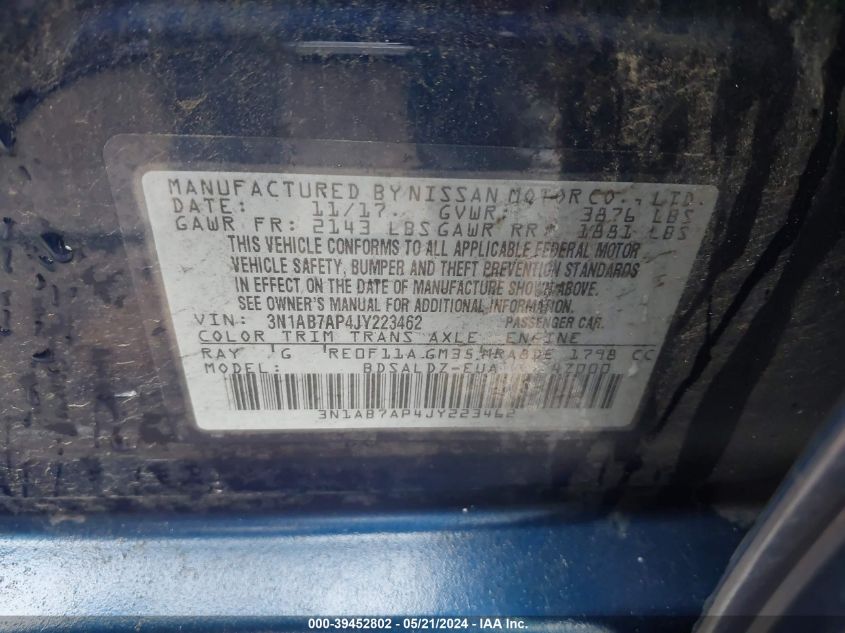 MANUFACTURED BY NISSAN MOTOR CO., LTD.
DATE: 11/17 GVWR: 3876 LBS
GAWR FR: 2143 LBS GAWR RR: 1881 LBS
THIS VEHICLE CONFORMS TO ALL APPLICABLE FEDERAL MOTOR
VEHICLE SAFETY, BUMPER AND THEFT PREVENTION STANDARDS
IN EFFECT ON THE DATE OF MANUFACTURE SHOWN ABOVE.
SEE OWNER'S MANUAL FOR ADDITIONAL INFORMATION.
VIN: 3N1AB7AP4JY223462 PASSENGER CAR.
COLOR TRIM TRANS AXLE ENGINE
RAY G RE0F11A GM35 MRA8DE 1798 CC
MODEL: BDSALDZ-EUA
3N1AB7AP4JY223462
000-39452802 - 05/21/2024 - IAA Inc.